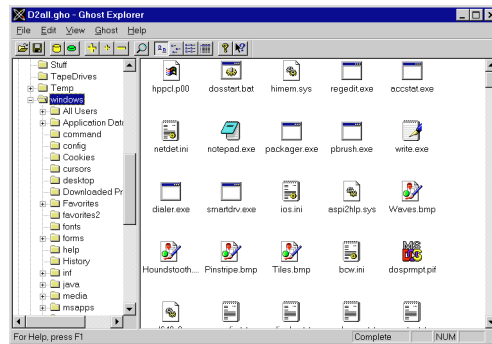 D2all.gho - Ghost Explorer
File Edit View Ghost Help
Stuff
TapeDrives
Temp
windows
All Users
Application Data
command
config
Cookies
cursors
desktop
Downloaded Pr
Favorites
favorites2
fonts
forms
help
History
inf
java
media
msapps
hppcl.p00 dosstart.bat himem.sys regedit.exe accstat.exe
netdet.ini notepad.exe packager.exe pbrush.exe write.exe
dialer.exe smartdrv.exe ios.ini aspi2hlp.sys Waves.bmp
Houndstooth.... Pinstripe.bmp Tiles.bmp bcw.ini dosprmpt.pif
For Help, press F1
Complete NUM